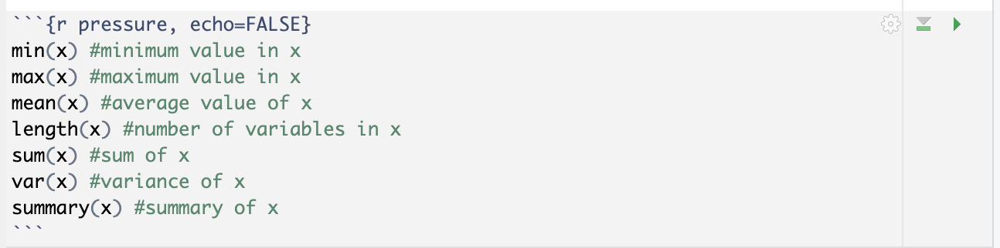 ```{r pressure, echo=FALSE}
min(x) #minimum value in x
max(x) #maximum value in x
mean(x) #average value of x
length(x) #number of variables in x
sum(x) #sum of x
var(x) #variance of x
summary(x) #summary of x
```